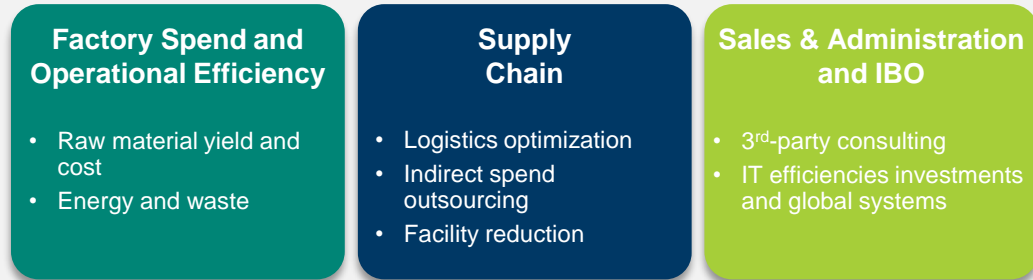 Factory Spend and
Operational Efficiency
• Raw material yield and
cost
• Energy and waste
Supply
Chain
• Logistics optimization
• Indirect spend
outsourcing
• Facility reduction
Sales & Administration
and IBO
• 3rd-party consulting
• IT efficiencies investments
and global systems